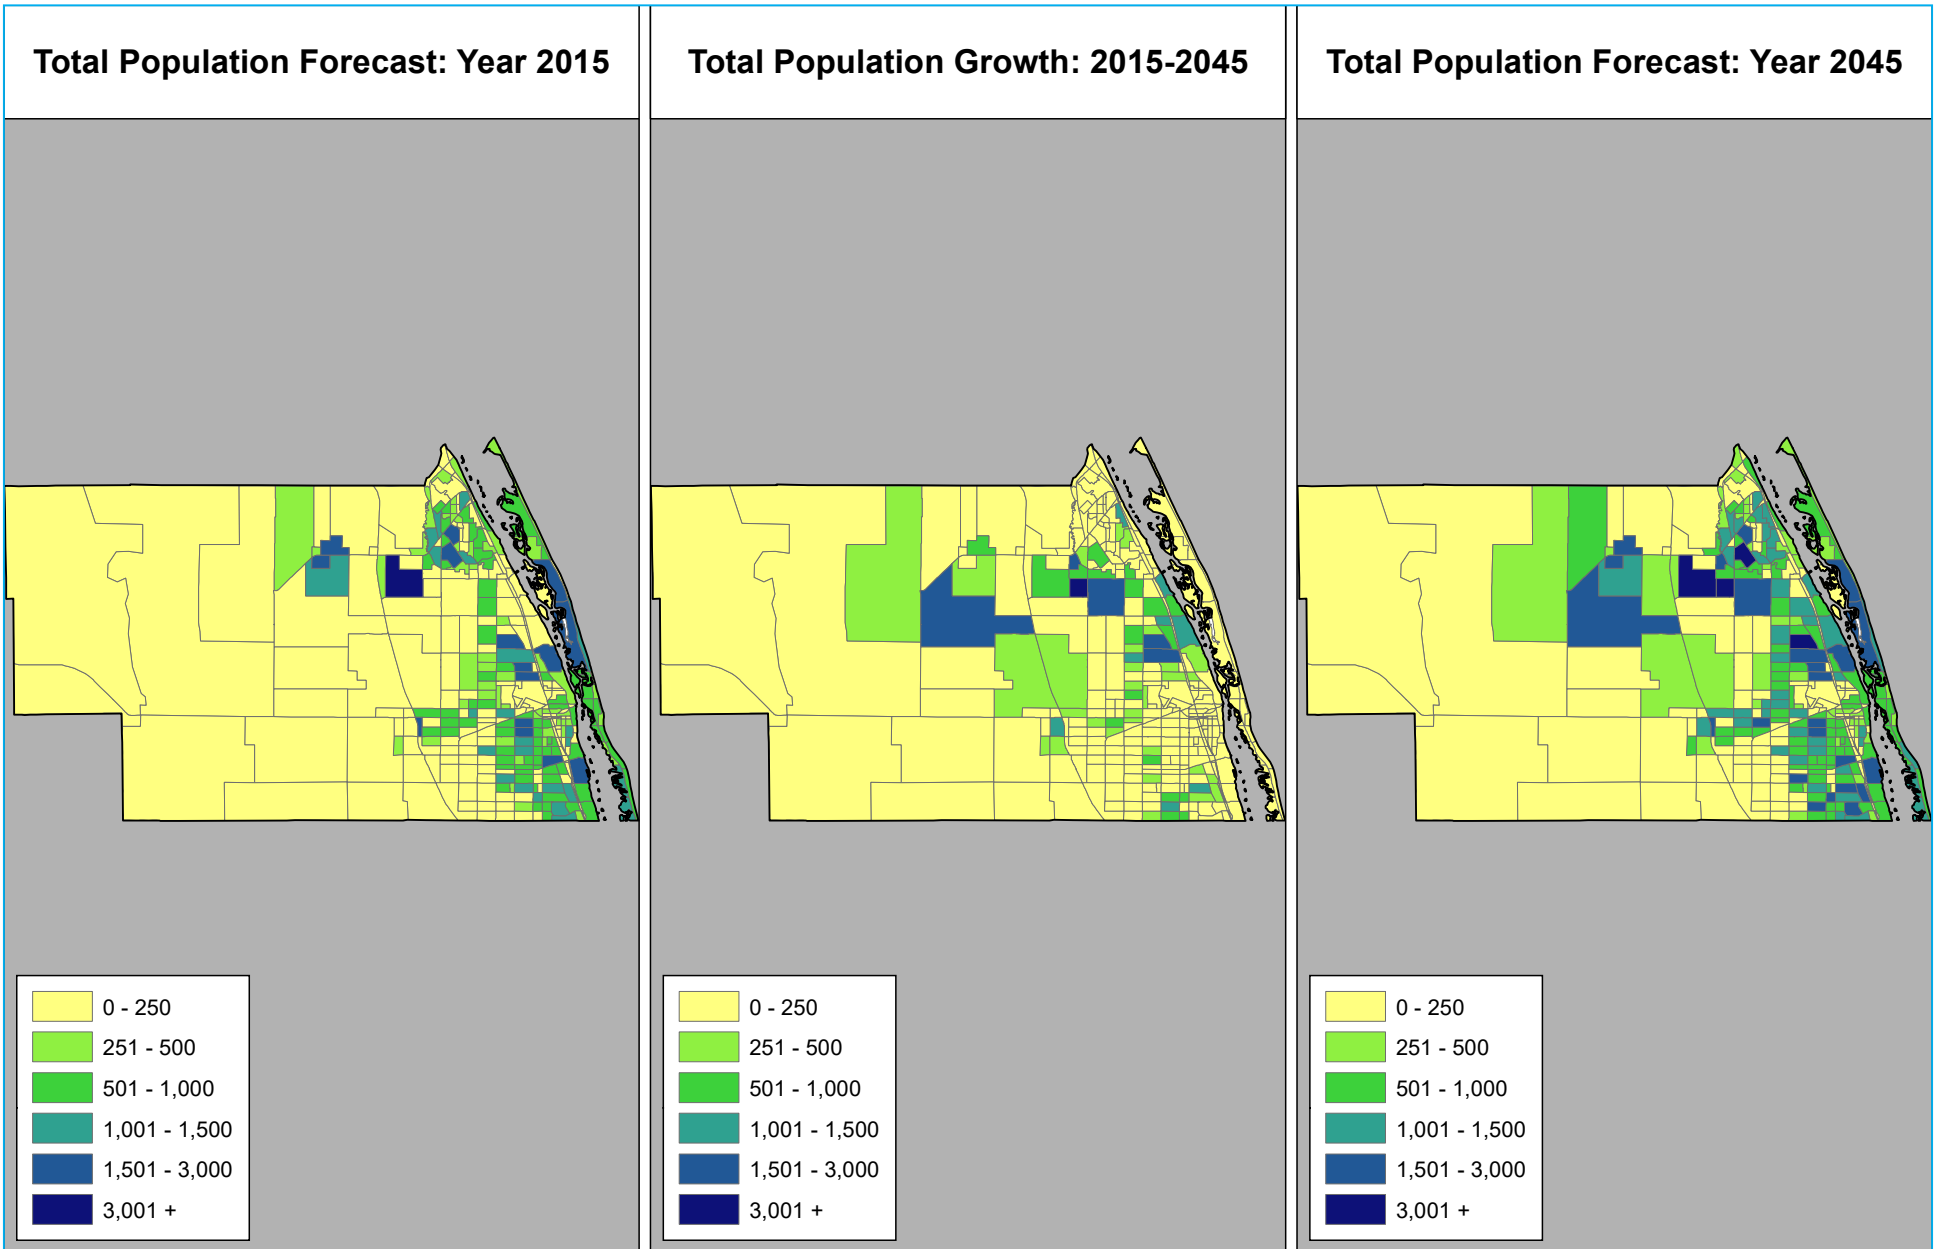 Total Population Forecast: Year 2015
0 - 250
251 - 500
501 - 1,000
1,001 - 1,500
1,501 - 3,000
3,001 +
Total Population Growth: 2015-2045
0 - 250
251 - 500
501 - 1,000
1,001 - 1,500
1,501 - 3,000
3,001 +
Total Population Forecast: Year 2045
0 - 250
251 - 500
501 - 1,000
1,001 - 1,500
1,501 - 3,000
3,001 +